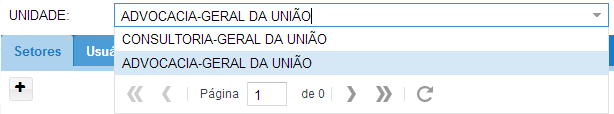 UNIDADE: ADVOCACIA-GERAL DA UNIÃO
CONSULTORIA-GERAL DA UNIÃO
Setores
ADVOCACIA-GERAL DA UNIÃO
Página 1 de 0